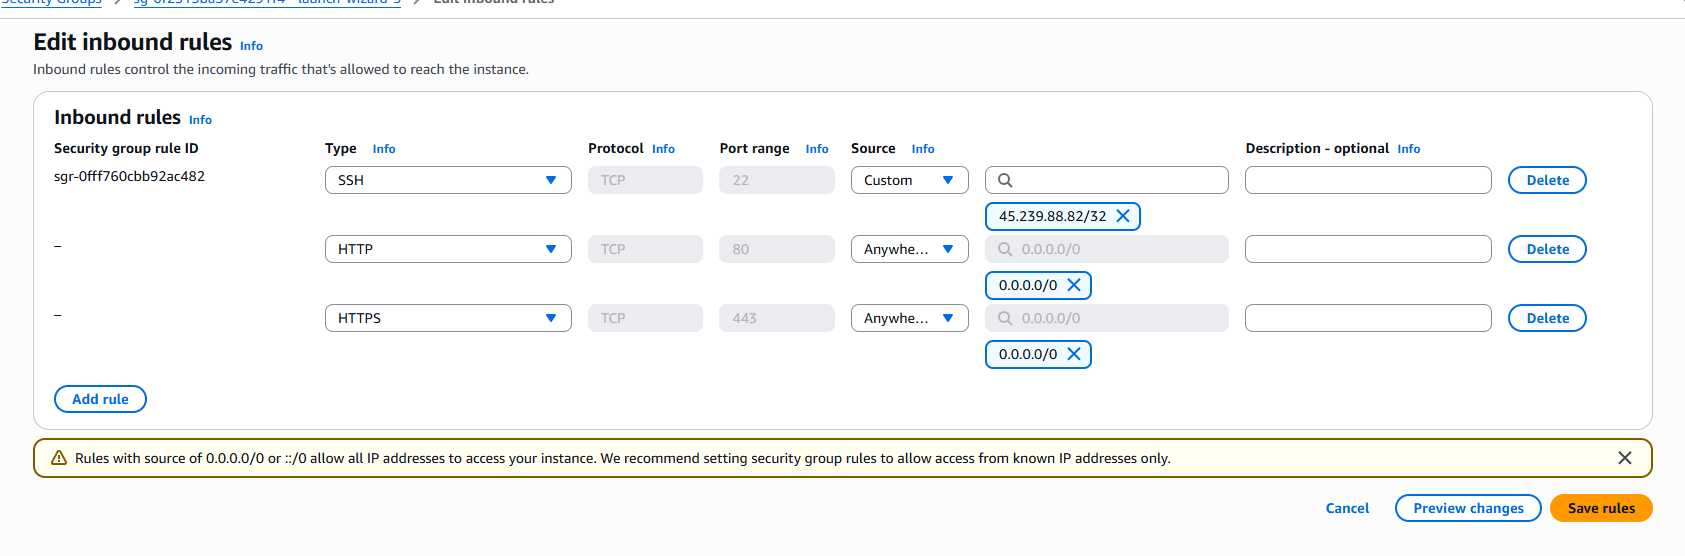 Edit inbound rules Info
Inbound rules control the incoming traffic that's allowed to reach the instance.
Inbound rules Info
Security group rule ID Type Info Protocol Info Port range Info Source Info Description - optional Info
sgr-0fff760cbb92ac482 SSH TCP 22 Custom Delete
45.239.88.82/32
– HTTP TCP 80 Anywhe... 0.0.0.0/0 Delete
0.0.0.0/0
– HTTPS TCP 443 Anywhe... 0.0.0.0/0 Delete
0.0.0.0/0
Add rule
Rules with source of 0.0.0.0/0 or ::/0 allow all IP addresses to access your instance. We recommend setting security group rules to allow access from known IP addresses only.
Cancel Preview changes Save rules